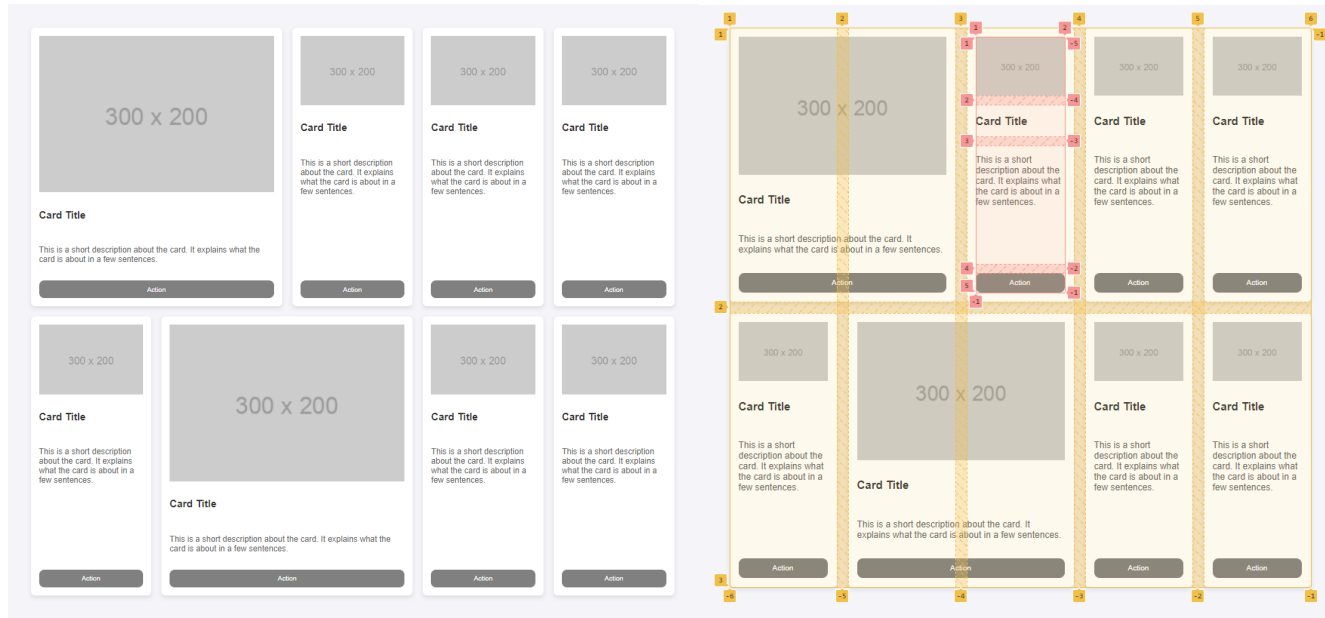 300 x 200
300 x 200
300 x 200
300 x 200
Card Title
Card Title
Card Title
This is a short description
about the card. It explains
what the card is about in a
few sentences.
This is a short description
about the card. It explains
what the card is about in a
few sentences.
This is a short description
about the card. It explains
what the card is about in a
few sentences.
Card Title
This is a short description about the card. It explains what the
card is about in a few sentences.
Action
Action
Action
Action
300 x 200
300 x 200
300 x 200
300 x 200
Card Title
Card Title
Card Title
This is a short description
about the card. It explains
what the card is about in a
few sentences.
This is a short description
about the card. It explains
what the card is about in a
few sentences.
This is a short description
about the card. It explains
what the card is about in a
few sentences.
Card Title
This is a short description about the card. It explains what the
card is about in a few sentences.
Action
Action
Action
Action
1
2
3
4
5
6
1
-1
1
2
1
-5
300 x 200
300 x 200
300 x 200
300 x 200
2
-4
Card Title
Card Title
Card Title
3
-3
This is a short
description about the
card. It explains what
the card is about in a
few sentences.
This is a short
description about the
card. It explains what
the card is about in a
few sentences.
This is a short
description about the
card. It explains what
the card is about in a
few sentences.
Card Title
This is a short description about the card. It
explains what the card is about in a few sentences.
4
-2
Action
Action
Action
Action
5
-1
-1
2
300 x 200
300 x 200
300 x 200
300 x 200
Card Title
Card Title
Card Title
This is a short
description about the
card. It explains what
the card is about in a
few sentences.
This is a short
description about the
card. It explains what
the card is about in a
few sentences.
This is a short
description about the
card. It explains what
the card is about in a
few sentences.
Card Title
This is a short description about the card. It
explains what the card is about in a few sentences.
Action
Action
Action
Action
3
-6
-5
-4
-3
-2
-1